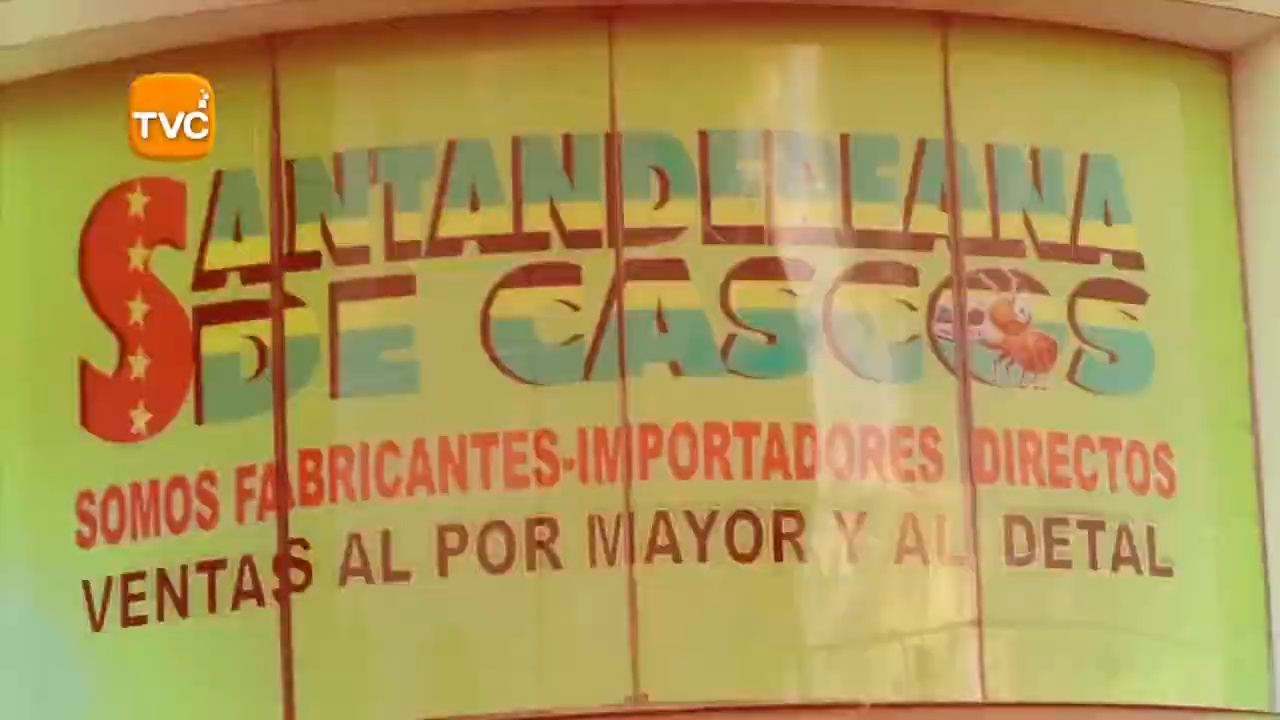 TVC
SANTANDEREANA
DE CASCOS
SOMOS FABRICANTES-IMPORTADORES DIRECTOS
VENTAS AL POR MAYOR Y AL DETAL